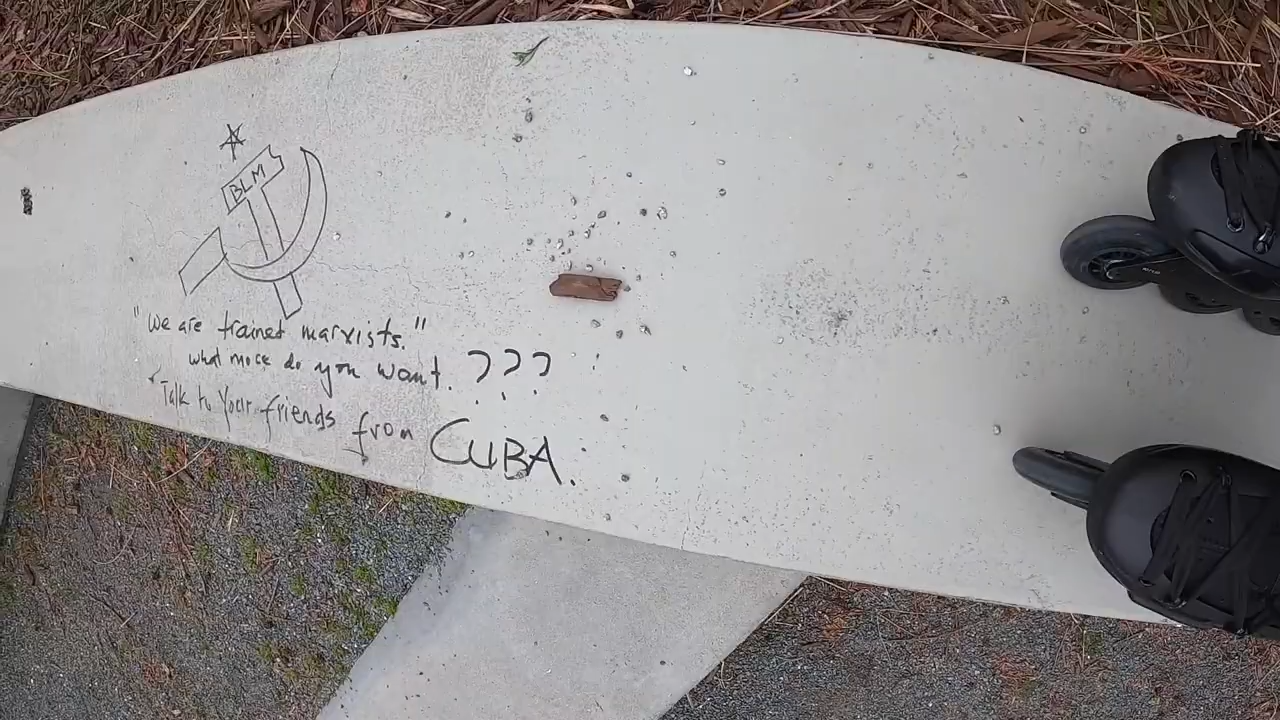 BLM
"We are trained marxists."
what more do you want. ???
Talk to your friends from CUBA.